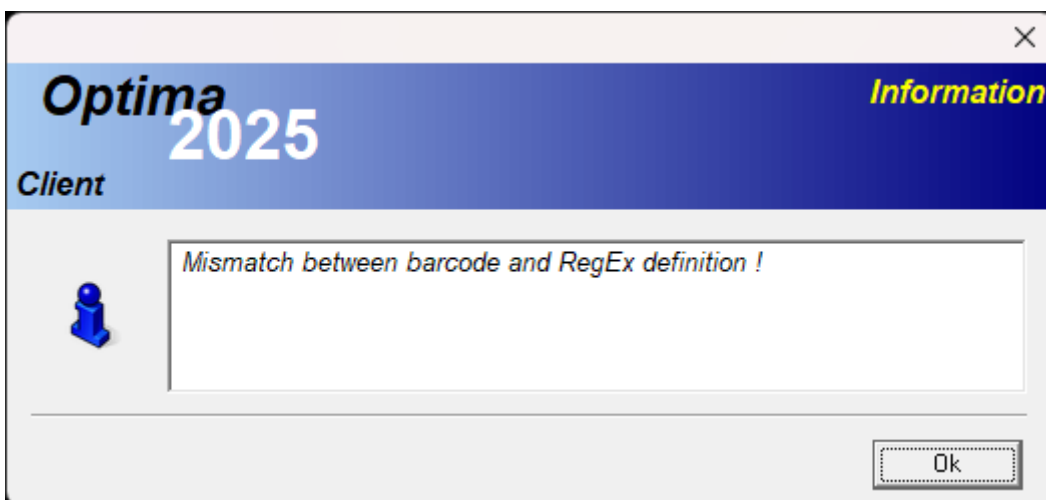 Optima
2025
Information
Client
Mismatch between barcode and RegEx definition !
Ok